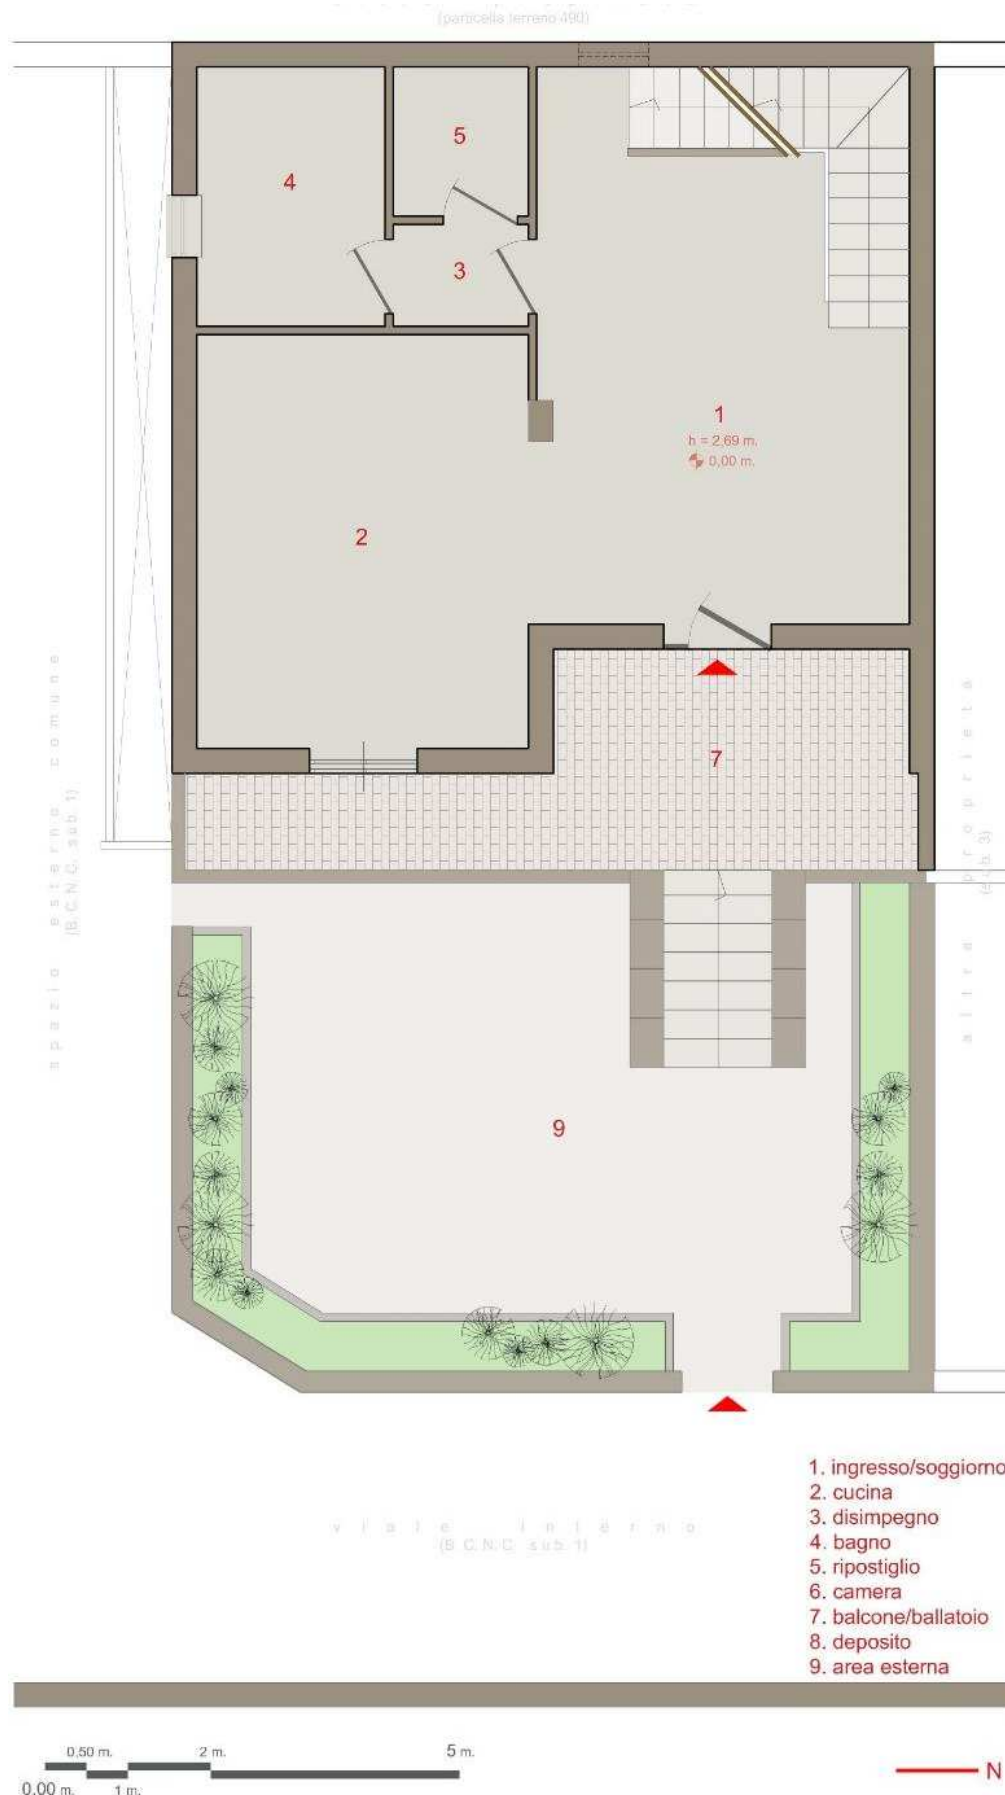 (particella terreno 490)
5
4
3
1
h = 2,69 m.
0,00 m.
2
7
spazio esterno comune
(B.C.N.C. sub. 1)
altra proprietà
(sub. 3)
9
viale interno
(B.C.N.C. sub. 1)
1. ingresso/soggiorno
2. cucina
3. disimpegno
4. bagno
5. ripostiglio
6. camera
7. balcone/ballatoio
8. deposito
9. area esterna
0,50 m.
2 m.
5 m.
0,00 m.
1 m.
N